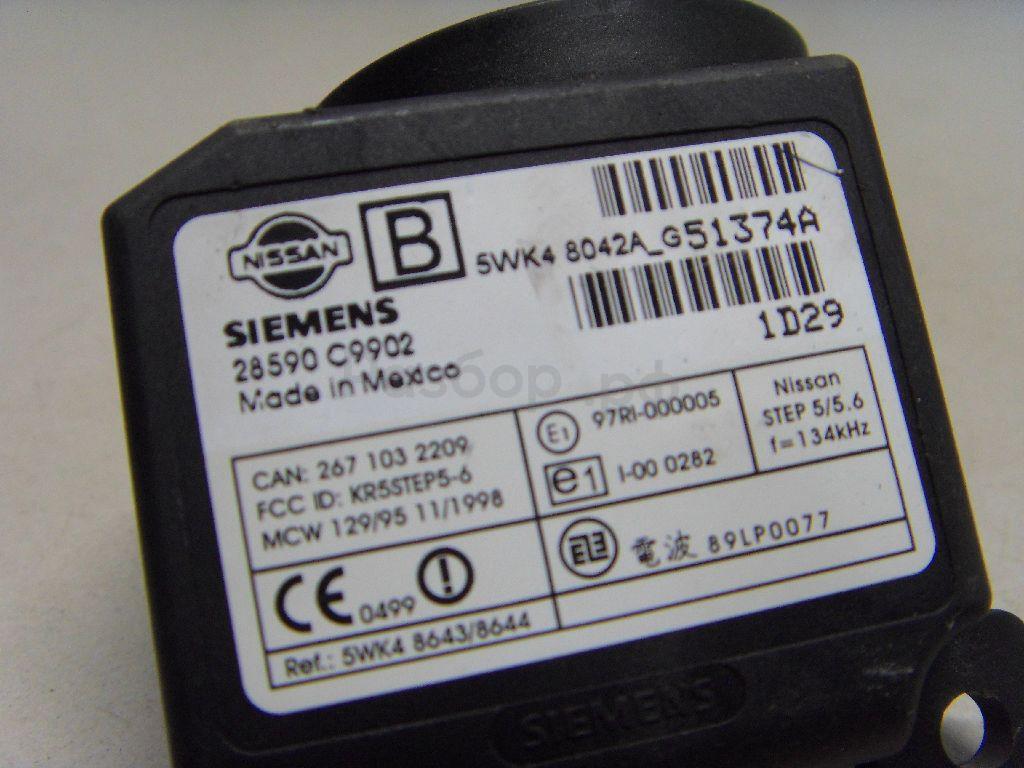 NISSAN
B
5WK4 8042A_G51374A
SIEMENS
28590 C9902
Made in Mexico
1D29
CAN: 267 103 2209
FCC ID: KR5STEP5-6
MCW 129/95 11/1998
E1 97RI-000005
e1 I-00 0282
Nissan
STEP 5/5.6
f=134kHz
CE 0499
電波 89LP0077
Ref.: 5WK4 8643/8644
SIEMENS
разбор.рф